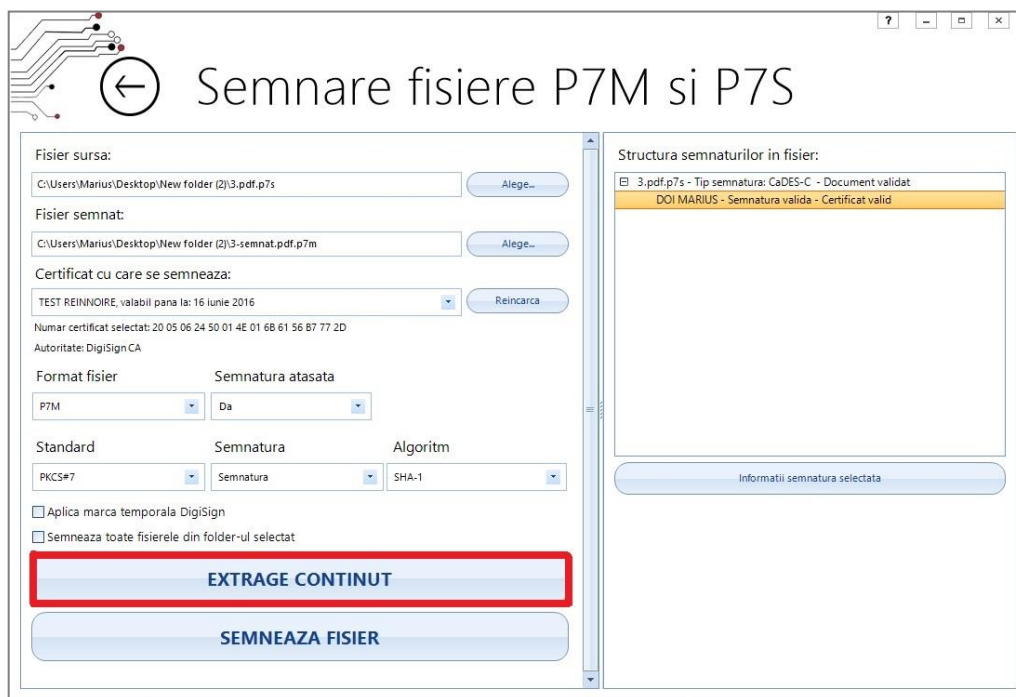 ?
Semnare fisiere P7M si P7S
Fisier sursa:
C:\Users\Marius\Desktop\New folder (2)\3.pdf.p7s
Alege...
Fisier semnat:
C:\Users\Marius\Desktop\New folder (2)\3-semnat.pdf.p7m
Alege...
Certificat cu care se semneaza:
TEST REINNOIRE, valabil pana la: 16 iunie 2016
Reincarca
Numar certificat selectat: 20 05 06 24 50 01 4E 01 6B 61 56 B7 77 2D
Autoritate: DigiSign CA
Format fisier
Semnatura atasata
P7M
Da
Standard
Semnatura
Algoritm
PKCS#7
Semnatura
SHA-1
Aplica marca temporala DigiSign
Semneaza toate fisierele din folder-ul selectat
EXTRAGE CONTINUT
SEMNEAZA FISIER
Structura semnaturilor in fisier:
3.pdf.p7s - Tip semnatura: CaDES-C - Document validat
DOI MARIUS - Semnatura valida - Certificat valid
Informatii semnatura selectata